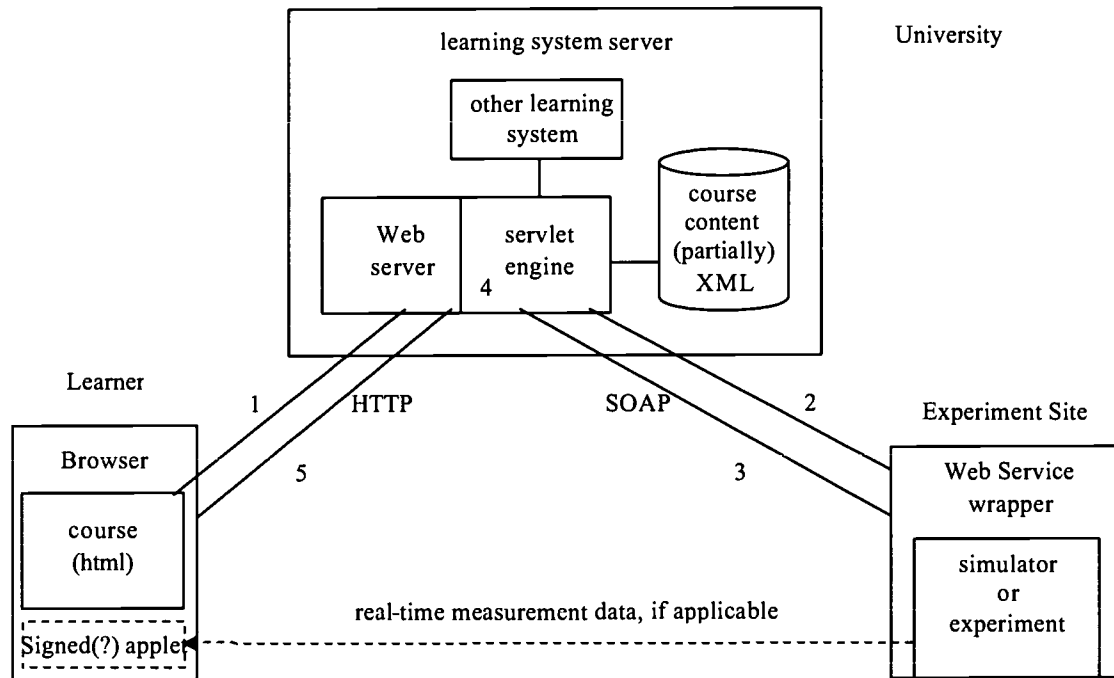 University
learning system server
other learning
system
Web
server
servlet
engine
4
course
content
(partially)
XML
Learner
1
HTTP
5
SOAP
2
3
Experiment Site
Browser
course
(html)
Signed(?) applet
Web Service
wrapper
simulator
or
experiment
real-time measurement data, if applicable